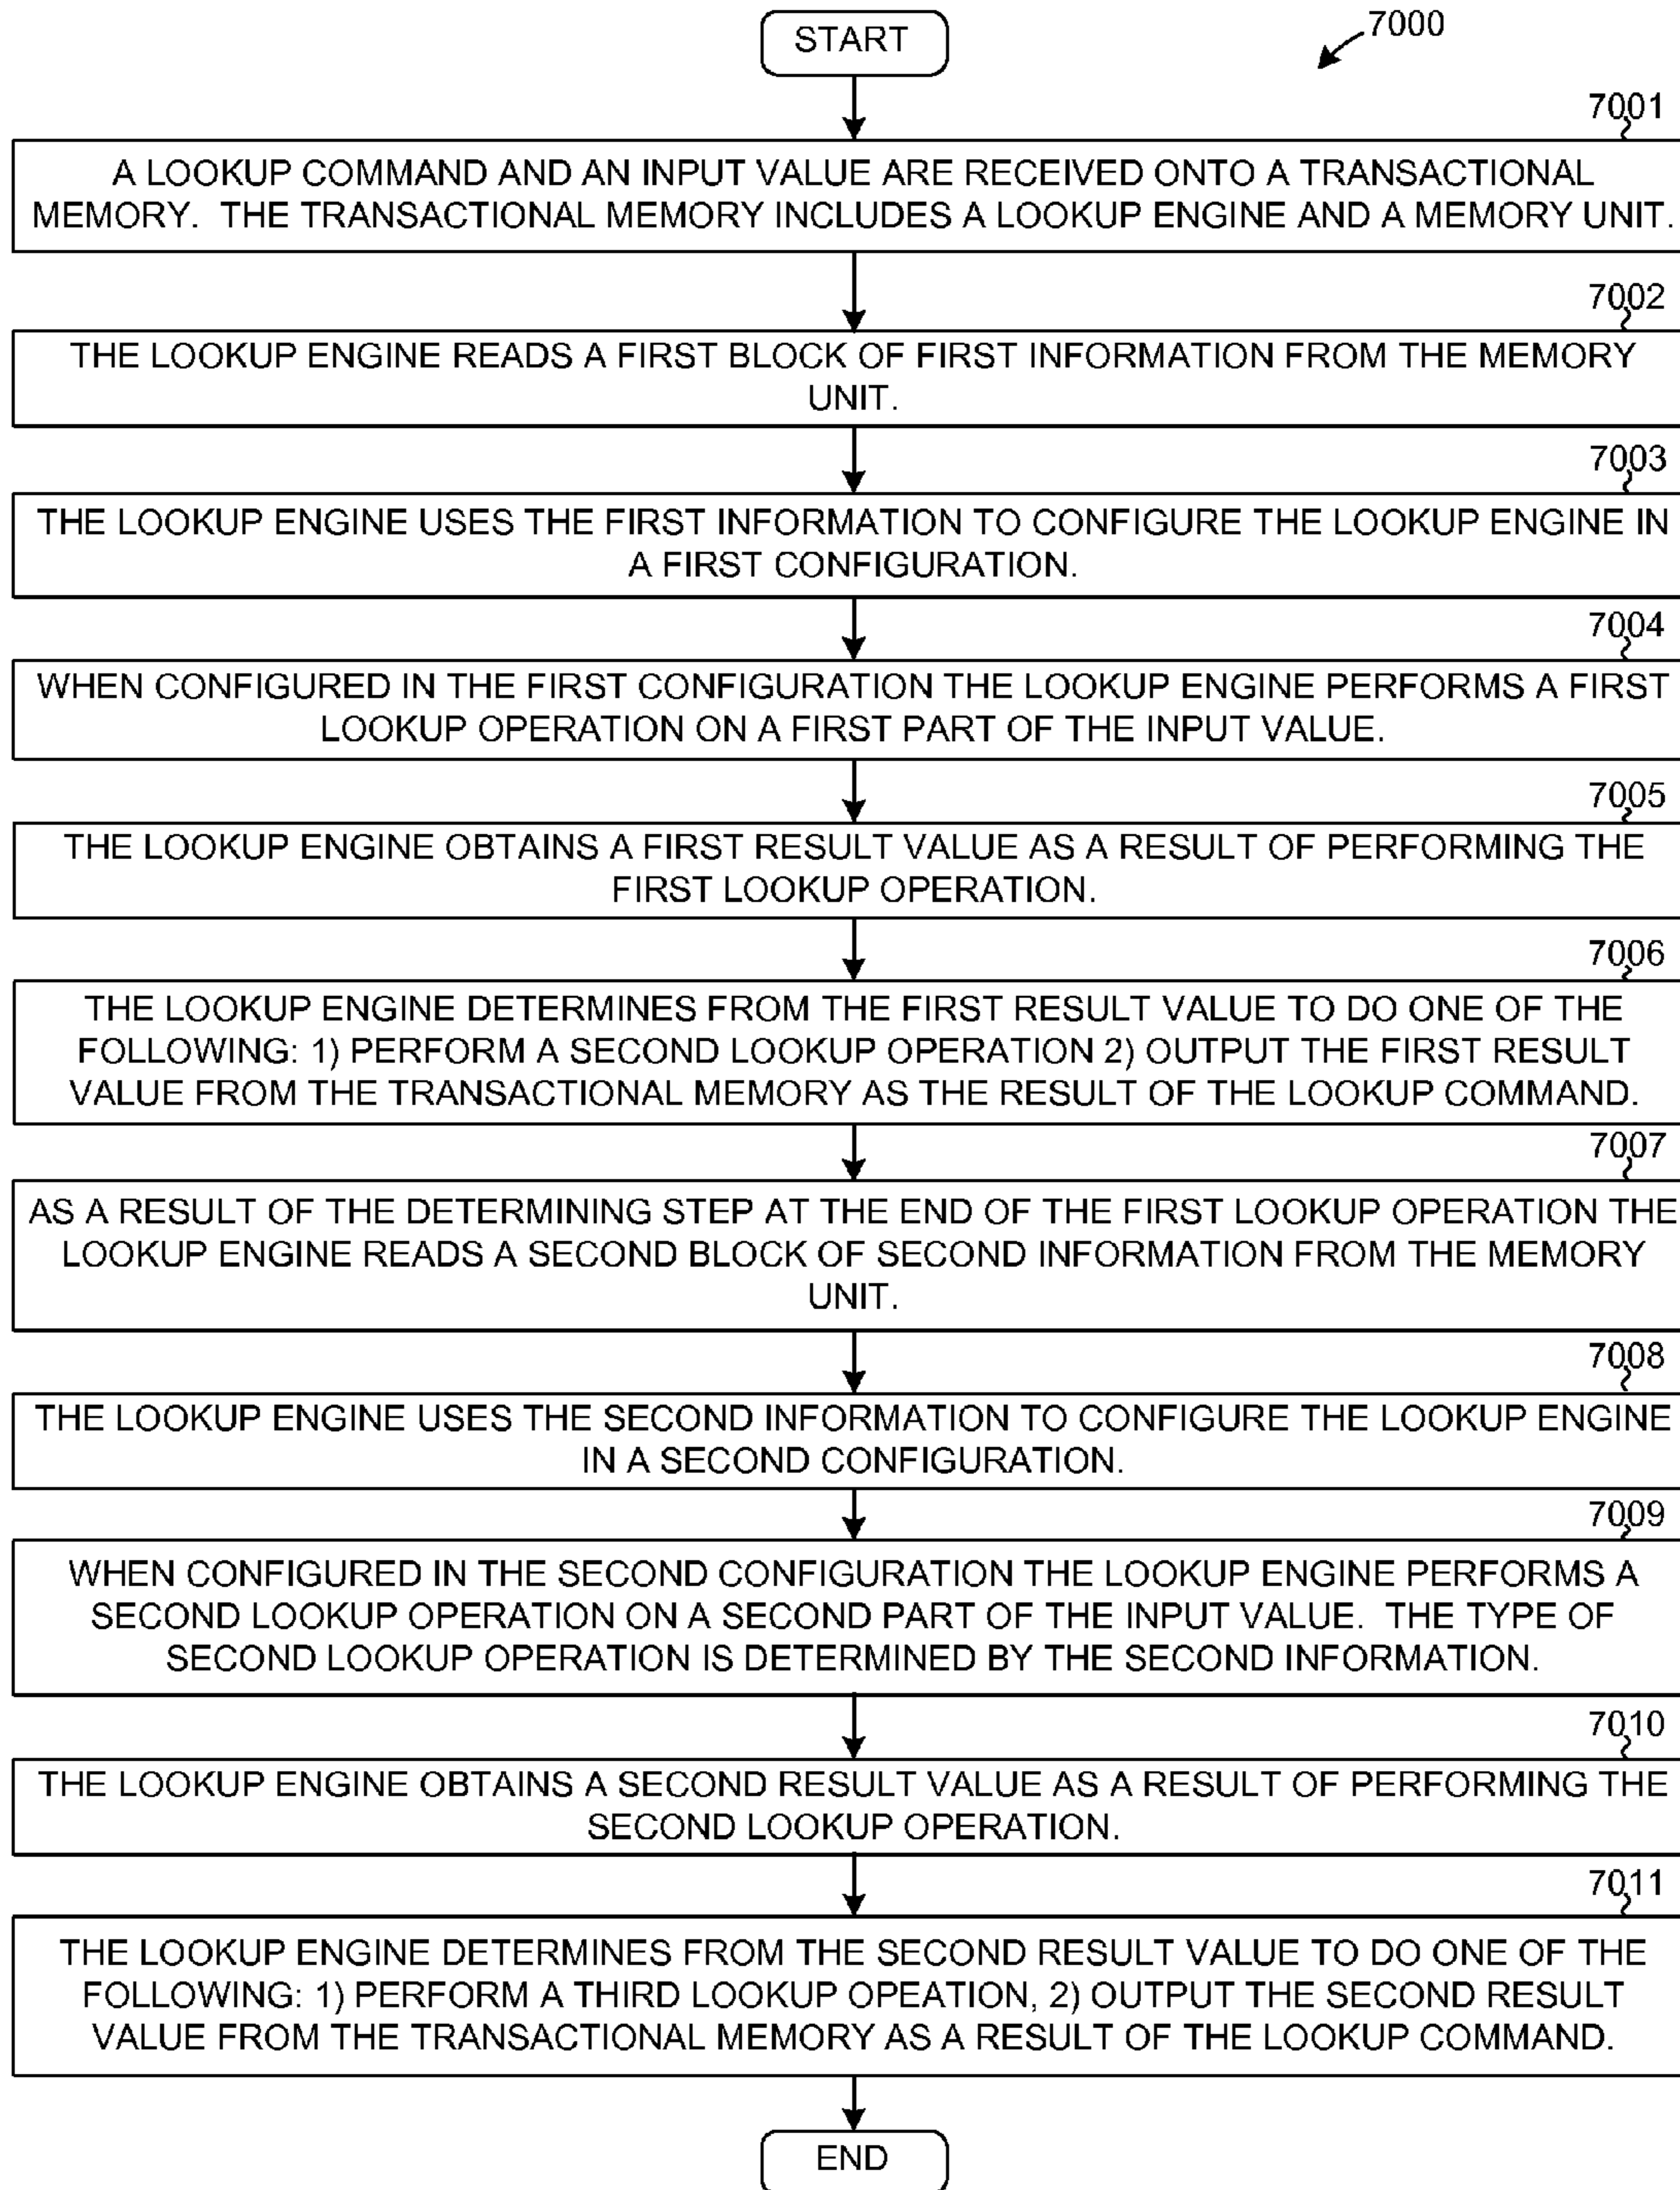 START
7000
7001
A LOOKUP COMMAND AND AN INPUT VALUE ARE RECEIVED ONTO A TRANSACTIONAL
MEMORY. THE TRANSACTIONAL MEMORY INCLUDES A LOOKUP ENGINE AND A MEMORY UNIT.
7002
THE LOOKUP ENGINE READS A FIRST BLOCK OF FIRST INFORMATION FROM THE MEMORY
UNIT.
7003
THE LOOKUP ENGINE USES THE FIRST INFORMATION TO CONFIGURE THE LOOKUP ENGINE IN
A FIRST CONFIGURATION.
7004
WHEN CONFIGURED IN THE FIRST CONFIGURATION THE LOOKUP ENGINE PERFORMS A FIRST
LOOKUP OPERATION ON A FIRST PART OF THE INPUT VALUE.
7005
THE LOOKUP ENGINE OBTAINS A FIRST RESULT VALUE AS A RESULT OF PERFORMING THE
FIRST LOOKUP OPERATION.
7006
THE LOOKUP ENGINE DETERMINES FROM THE FIRST RESULT VALUE TO DO ONE OF THE
FOLLOWING: 1) PERFORM A SECOND LOOKUP OPERATION 2) OUTPUT THE FIRST RESULT
VALUE FROM THE TRANSACTIONAL MEMORY AS THE RESULT OF THE LOOKUP COMMAND.
7007
AS A RESULT OF THE DETERMINING STEP AT THE END OF THE FIRST LOOKUP OPERATION THE
LOOKUP ENGINE READS A SECOND BLOCK OF SECOND INFORMATION FROM THE MEMORY
UNIT.
7008
THE LOOKUP ENGINE USES THE SECOND INFORMATION TO CONFIGURE THE LOOKUP ENGINE
IN A SECOND CONFIGURATION.
7009
WHEN CONFIGURED IN THE SECOND CONFIGURATION THE LOOKUP ENGINE PERFORMS A
SECOND LOOKUP OPERATION ON A SECOND PART OF THE INPUT VALUE. THE TYPE OF
SECOND LOOKUP OPERATION IS DETERMINED BY THE SECOND INFORMATION.
7010
THE LOOKUP ENGINE OBTAINS A SECOND RESULT VALUE AS A RESULT OF PERFORMING THE
SECOND LOOKUP OPERATION.
7011
THE LOOKUP ENGINE DETERMINES FROM THE SECOND RESULT VALUE TO DO ONE OF THE
FOLLOWING: 1) PERFORM A THIRD LOOKUP OPEATION, 2) OUTPUT THE SECOND RESULT
VALUE FROM THE TRANSACTIONAL MEMORY AS A RESULT OF THE LOOKUP COMMAND.
END